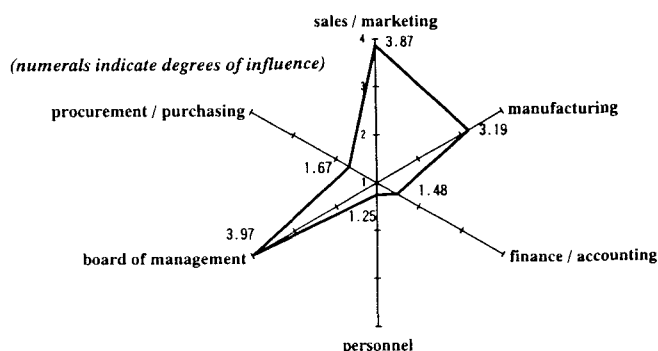 sales / marketing
4 3.87
(numerals indicate degrees of influence)
3
procurement / purchasing
manufacturing
2
3.19
1.67
1
1.48
1.25
3.97
board of management
finance / accounting
personnel